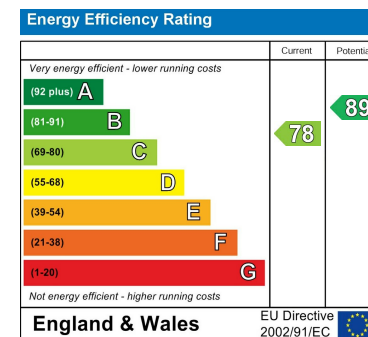 Energy Efficiency Rating
Current Potentia
Very energy efficient - lower running costs
(92 plus) A
(81-91) B
(69-80) C
(55-68) D
(39-54) E
(21-38) F
(1-20) G
78
89
Not energy efficient - higher running costs
England & Wales
EU Directive
2002/91/EC